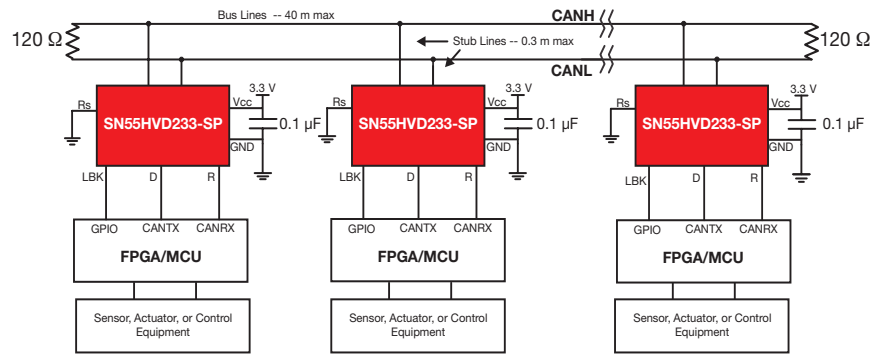 Bus Lines -- 40 m max
CANH
120 Ω
Stub Lines -- 0.3 m max
120 Ω
CANL
Rs
SN55HVD233-SP
Vcc
3.3 V
0.1 µF
GND
LBK
D
R
GPIO
CANTX
CANRX
FPGA/MCU
Sensor, Actuator, or Control
Equipment
Rs
SN55HVD233-SP
Vcc
3.3 V
0.1 µF
GND
LBK
D
R
GPIO
CANTX
CANRX
FPGA/MCU
Sensor, Actuator, or Control
Equipment
Rs
SN55HVD233-SP
Vcc
3.3 V
0.1 µF
GND
LBK
D
R
GPIO
CANTX
CANRX
FPGA/MCU
Sensor, Actuator, or Control
Equipment